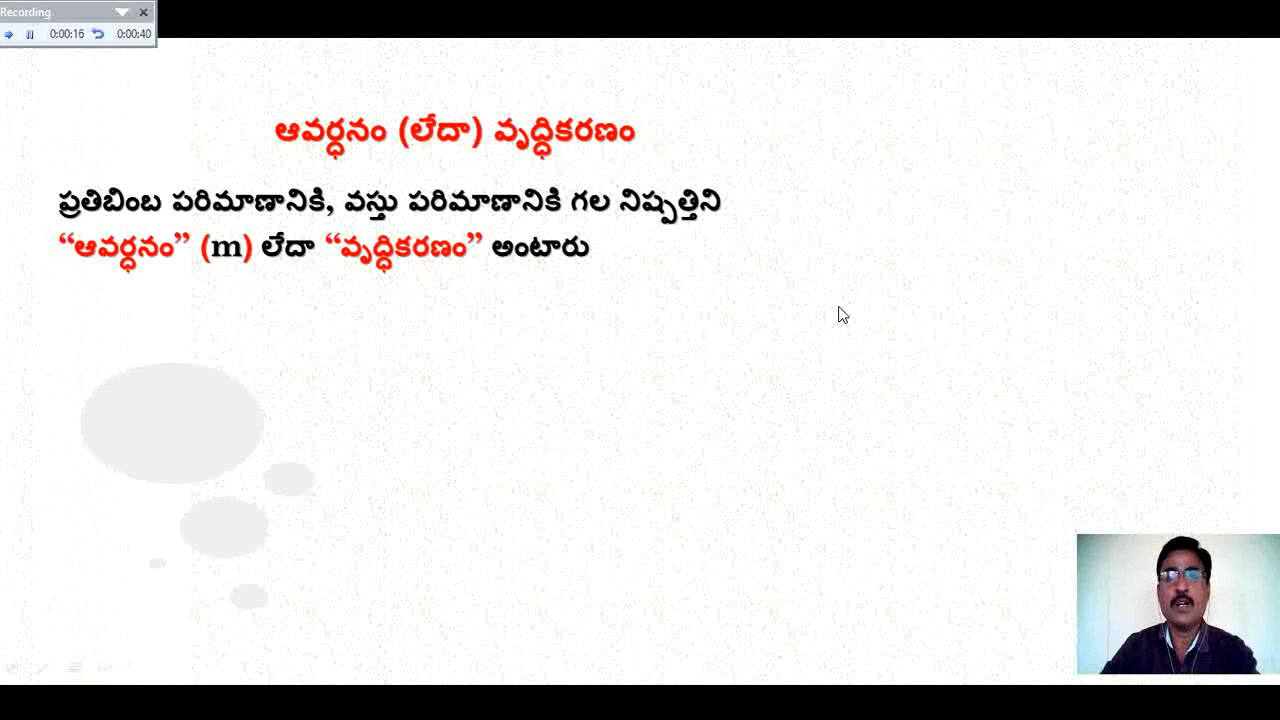 Recording
0:00:16 0:00:40
ఆవర్ధనం (లేదా) వృద్ధికరణం
ప్రతిబింబ పరిమాణానికి, వస్తు పరిమాణానికి గల నిష్పత్తిని
“ఆవర్ధనం” (m) లేదా “వృద్ధికరణం” అంటారు